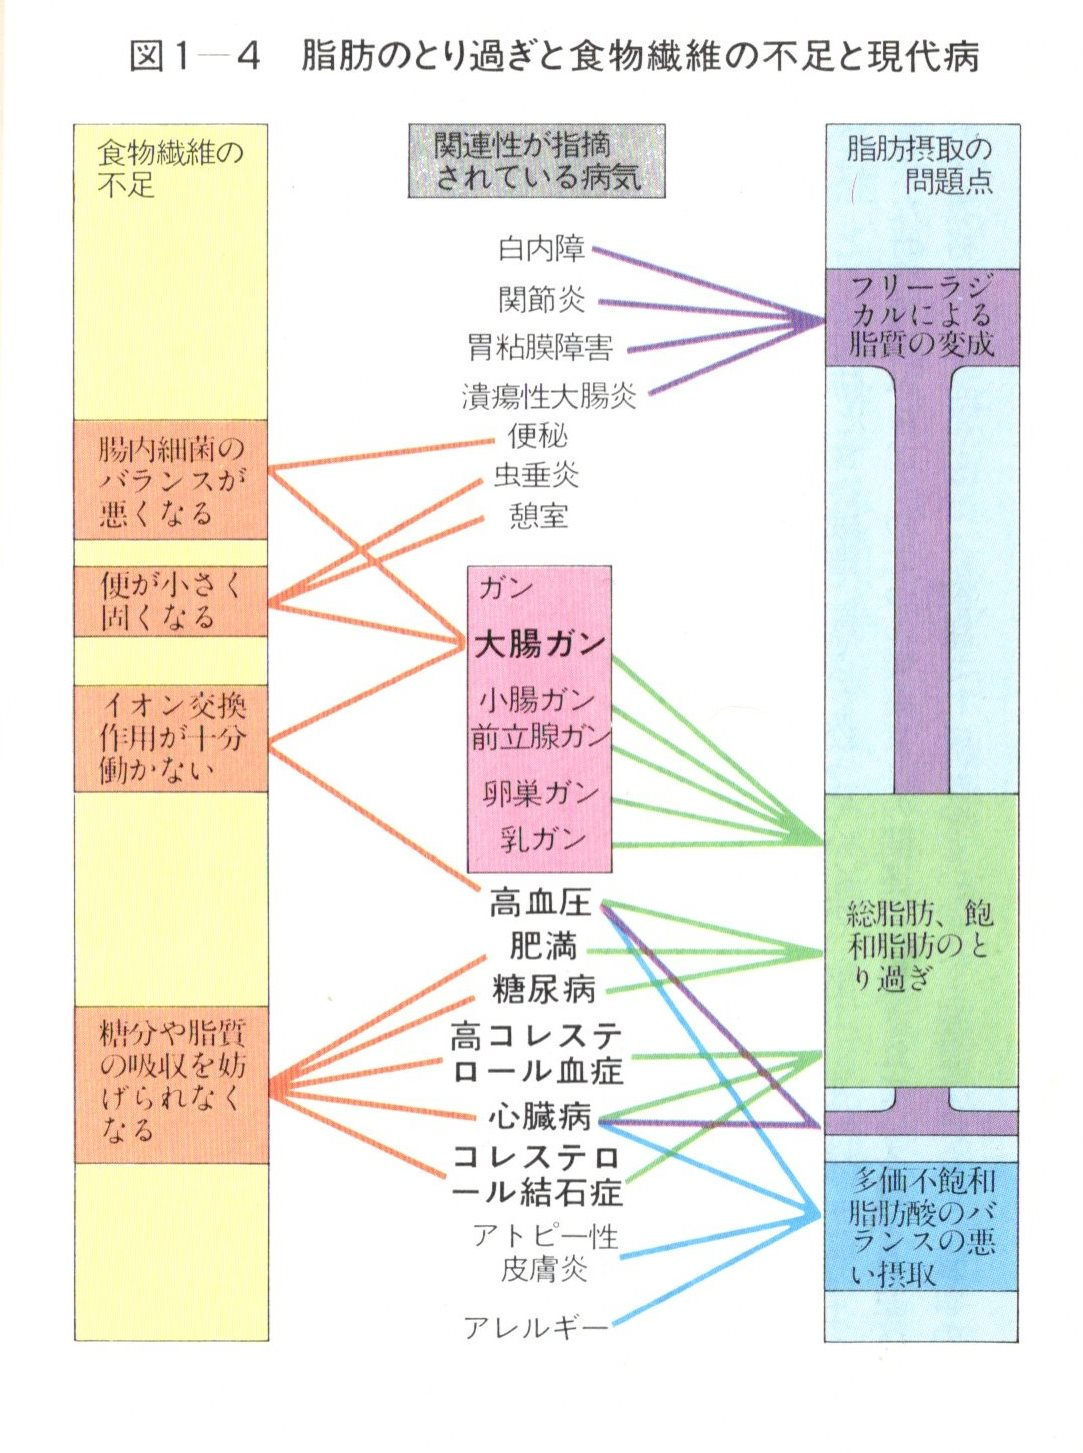 図1―4 脂肪のとり過ぎと食物繊維の不足と現代病
食物繊維の
不足
腸内細菌の
バランスが
悪くなる
便が小さく
固くなる
イオン交換
作用が十分
働かない
糖分や脂質
の吸収を妨
げられなく
なる
関連性が指摘
されている病気
白内障
関節炎
胃粘膜障害
潰瘍性大腸炎
便秘
虫垂炎
憩室
ガン
大腸ガン
小腸ガン
前立腺ガン
卵巣ガン
乳ガン
高血圧
肥満
糖尿病
高コレステ
ロール血症
心臓病
コレステロ
ール結石症
アトピー性
皮膚炎
アレルギー
脂肪摂取の
問題点
フリーラジ
カルによる
脂質の変成
総脂肪、飽
和脂肪のと
り過ぎ
多価不飽和
脂肪酸のバ
ランスの悪
い摂取